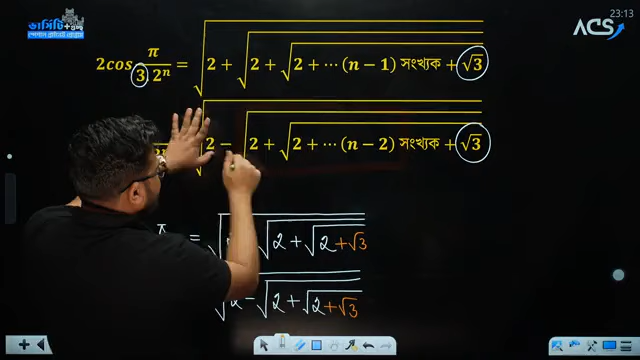 23:13
ভার্সিটি
ACS
2cos π/3.2ⁿ = √2 + √2 + √2 + ⋯ (n − 1) সংখ্যক + √3
√2 − √2 + √2 + ⋯ (n − 2) সংখ্যক + √3
= √ √2 + √2 + √3
√2 − √2 + √2 + √3